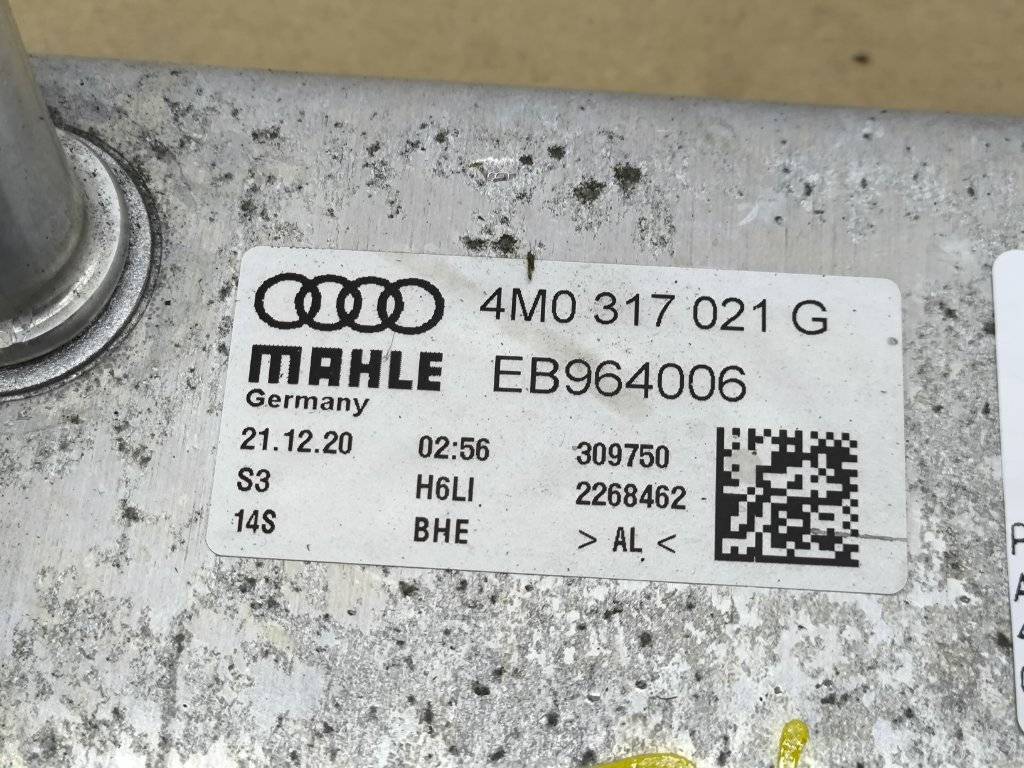 4M0 317 021 G
MAHLE EB964006
Germany
21.12.20 02:56 309750
S3 H6LI 2268462
14S BHE > AL <
P
A